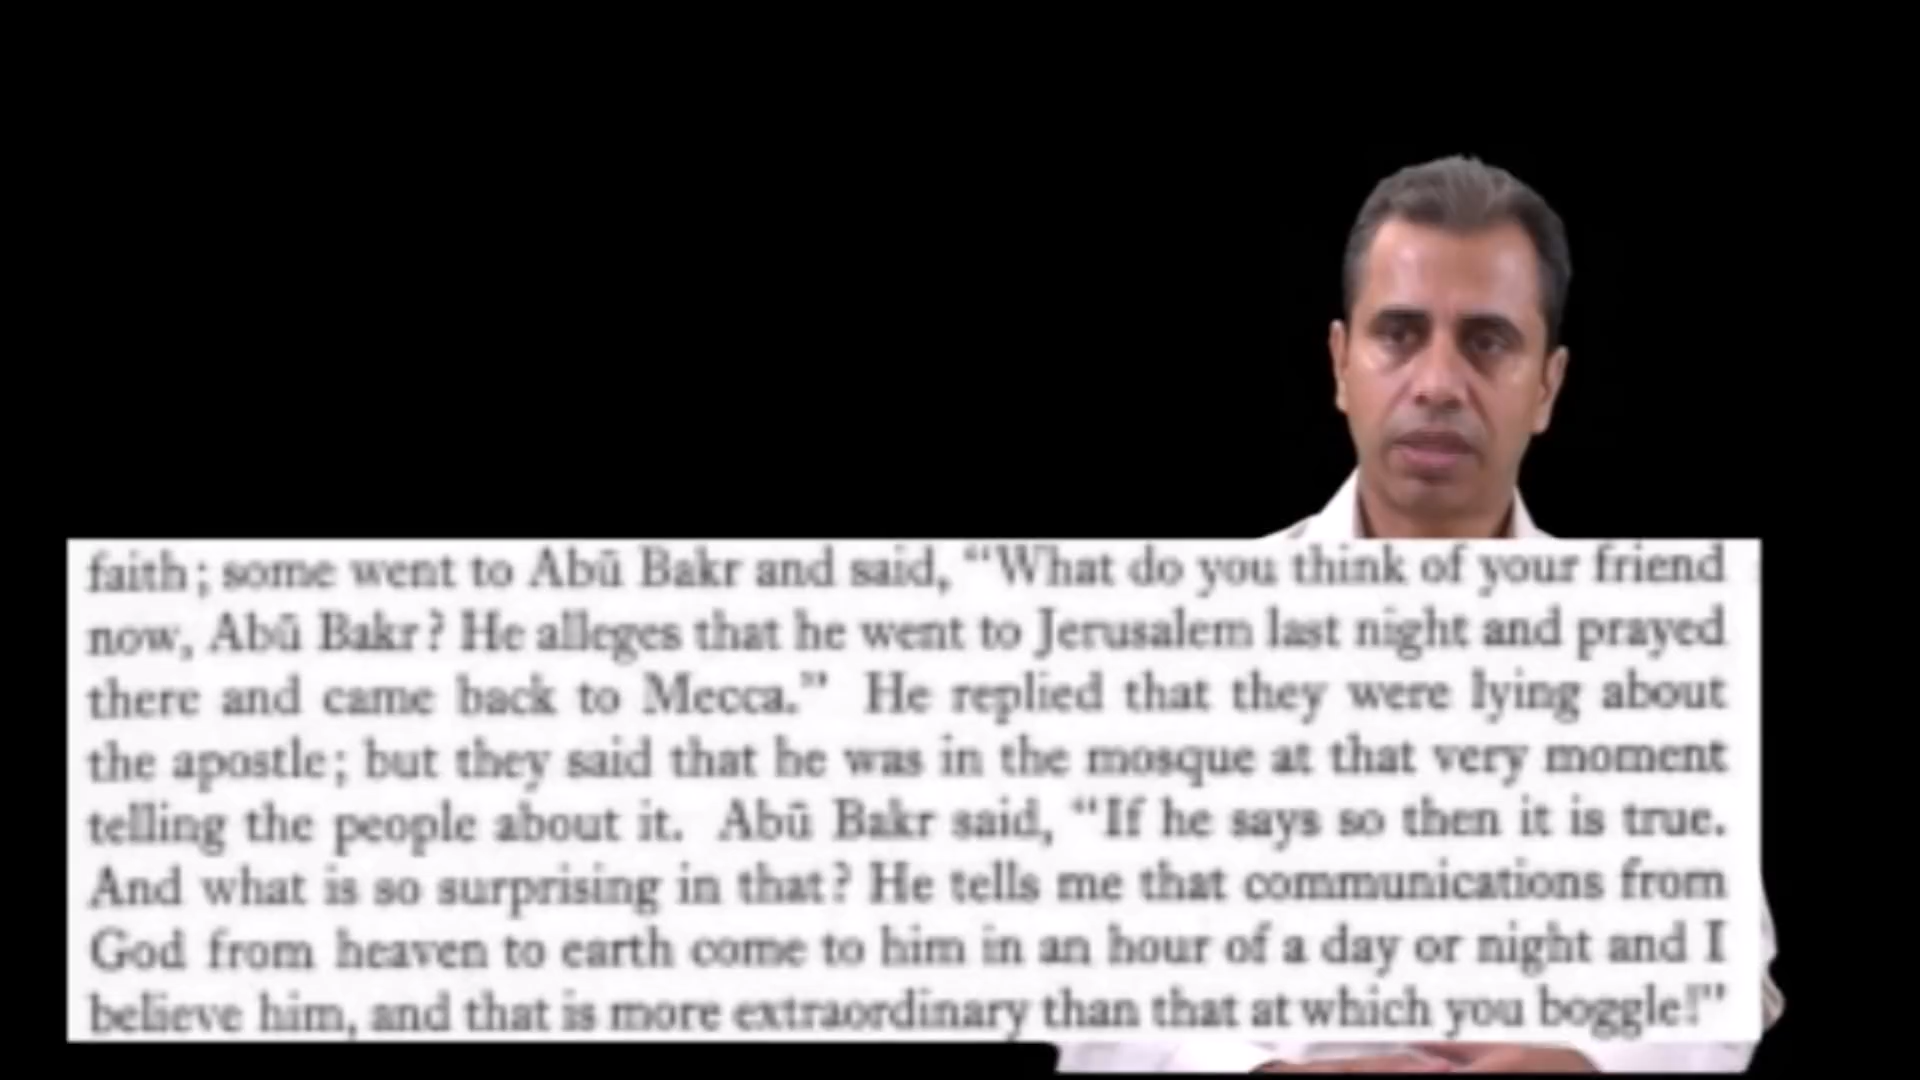 faith; some went to Abū Bakr and said, “What do you think of your friend
now, Abū Bakr? He alleges that he went to Jerusalem last night and prayed
there and came back to Mecca.” He replied that they were lying about
the apostle; but they said that he was in the mosque at that very moment
telling the people about it. Abū Bakr said, “If he says so then it is true.
And what is so surprising in that? He tells me that communications from
God from heaven to earth come to him in an hour of a day or night and I
believe him, and that is more extraordinary than that at which you boggle!”